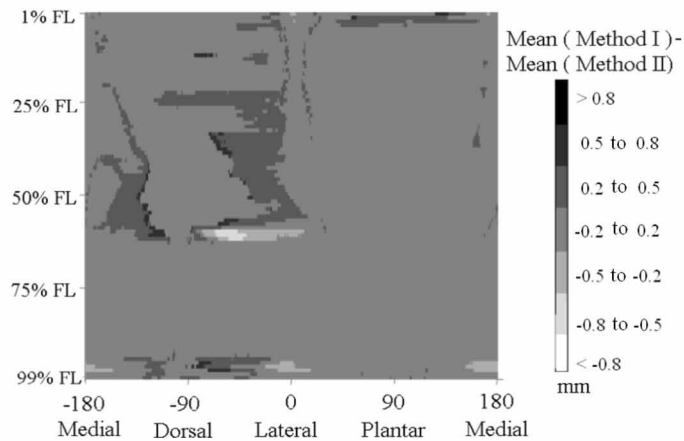 1% FL
25% FL
50% FL
75% FL
99% FL
-180
-90
0
90
180
Medial
Dorsal
Lateral
Plantar
Medial
Mean ( Method I ) -
Mean ( Method II)
> 0.8
0.5 to 0.8
0.2 to 0.5
-0.2 to 0.2
-0.5 to -0.2
-0.8 to -0.5
< -0.8
mm